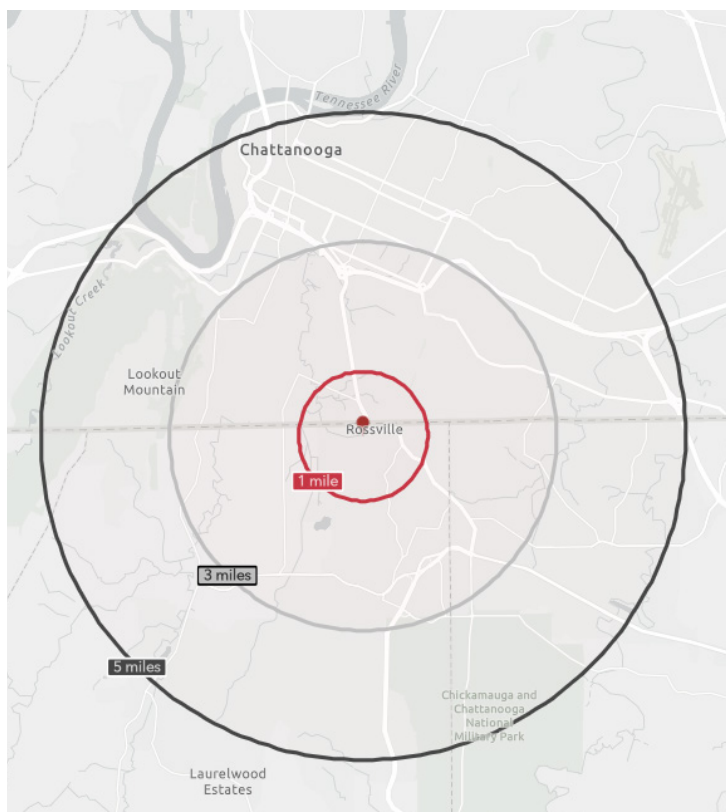 Tennessee River
Chattanooga
Lookout Creek
Lookout
Mountain
Rossville
1 mile
3 miles
5 miles
Chickamauga and
Chattanooga
National
Military Park
Laurelwood
Estates